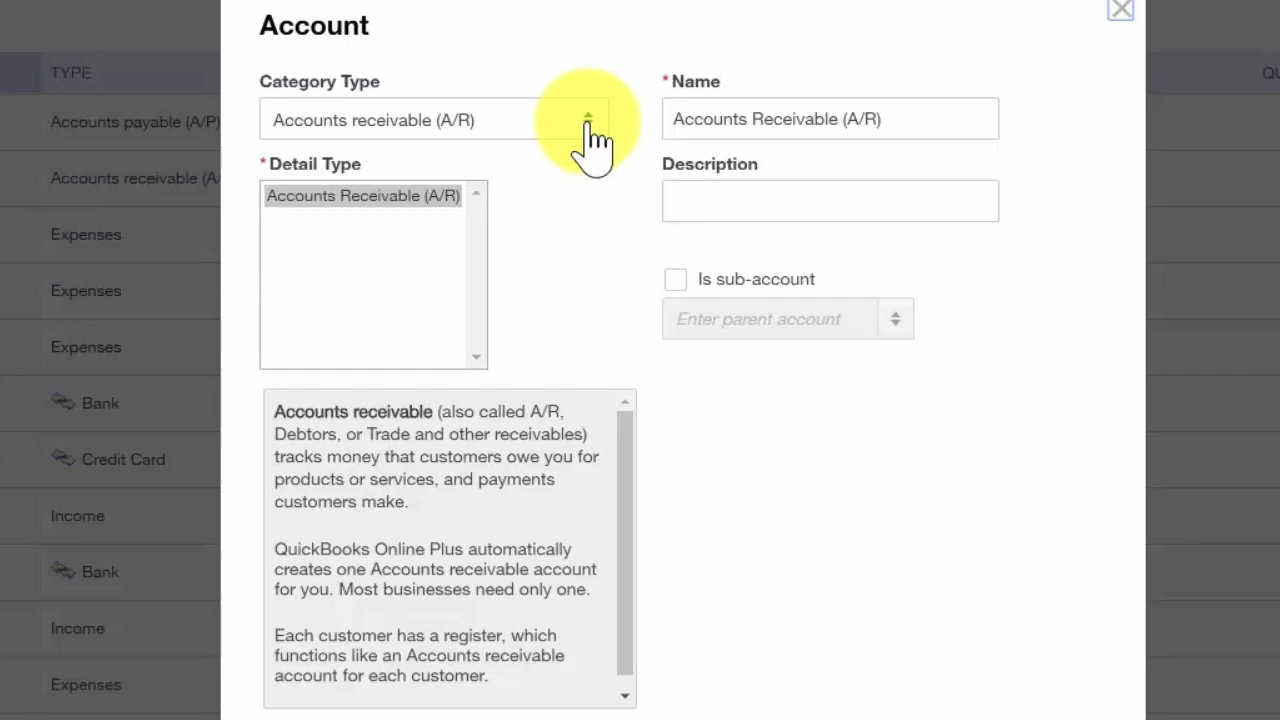 Account
TYPE
QU
Category Type
* Name
Accounts payable (A/P)
Accounts receivable (A/R)
Accounts Receivable (A/R)
* Detail Type
Description
Accounts receivable (A/
Accounts Receivable (A/R)
Expenses
Is sub-account
Expenses
Enter parent account
Expenses
Bank
Accounts receivable (also called A/R,
Debtors, or Trade and other receivables)
tracks money that customers owe you for
products or services, and payments
customers make.
Credit Card
Income
QuickBooks Online Plus automatically
creates one Accounts receivable account
for you. Most businesses need only one.
Bank
Income
Each customer has a register, which
functions like an Accounts receivable
account for each customer.
Expenses